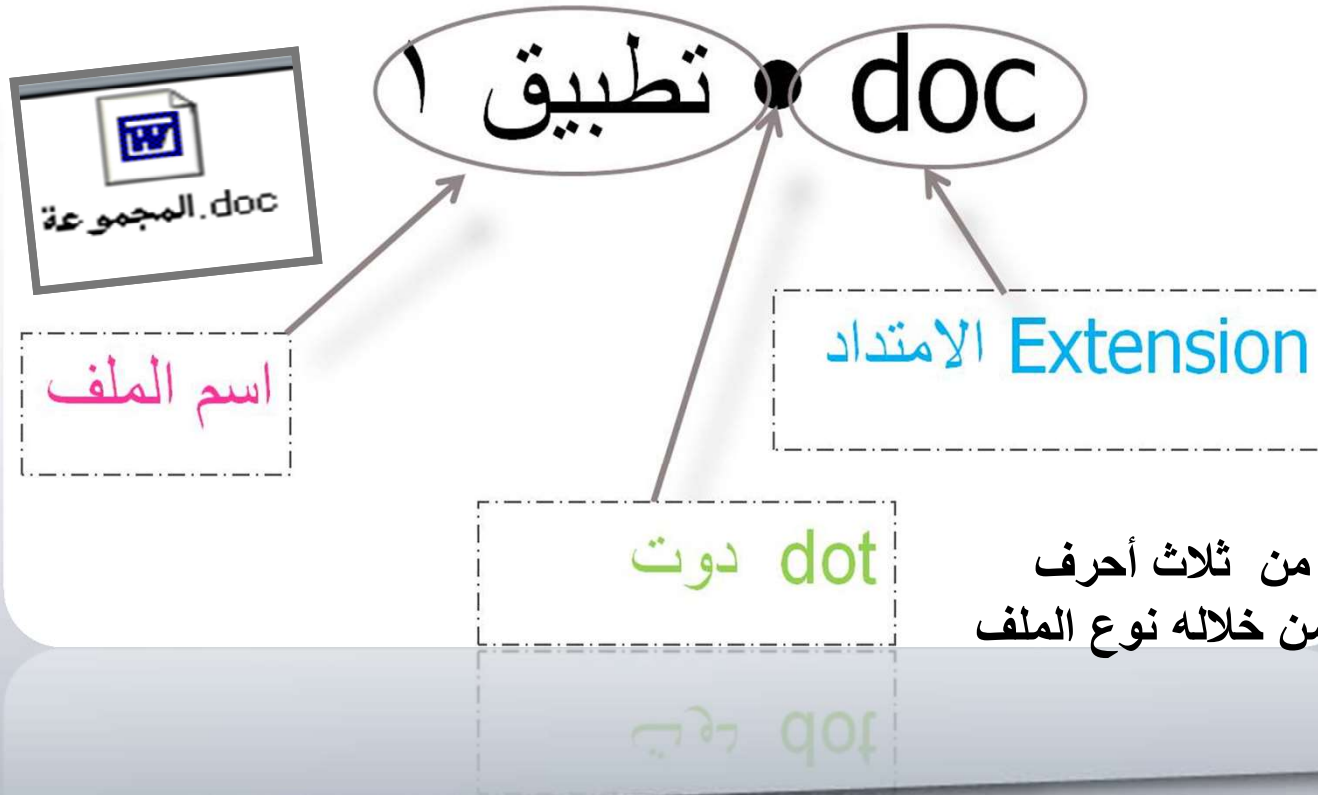 تطبيق ١ • doc
المجموعة.doc
Extension الامتداد
اسم الملف
dot دوت
من ثلاث أحرف
من خلاله نوع الملف